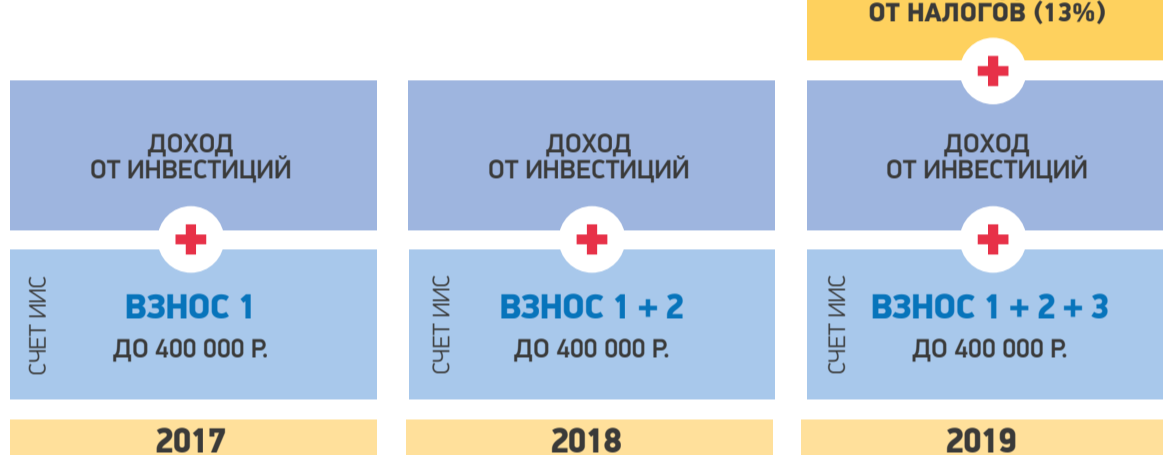 ОТ НАЛОГОВ (13%)
ДОХОД
ОТ ИНВЕСТИЦИЙ
ДОХОД
ОТ ИНВЕСТИЦИЙ
ДОХОД
ОТ ИНВЕСТИЦИЙ
СЧЕТ ИИС
ВЗНОС 1
ДО 400 000 Р.
СЧЕТ ИИС
ВЗНОС 1 + 2
ДО 400 000 Р.
СЧЕТ ИИС
ВЗНОС 1 + 2 + 3
ДО 400 000 Р.
2017
2018
2019